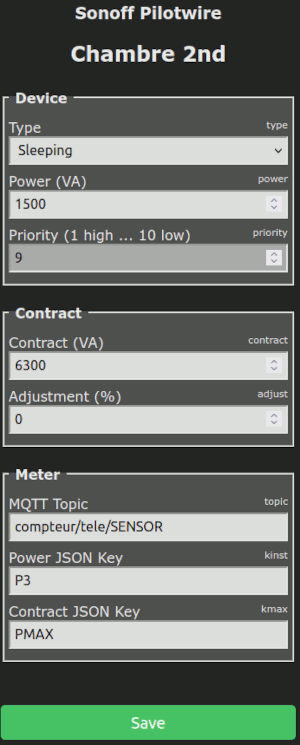 Sonoff Pilotwire
Chambre 2nd
Device
Type type
Sleeping
Power (VA) power
1500
Priority (1 high ... 10 low) priority
9
Contract
Contract (VA) contract
6300
Adjustment (%) adjust
0
Meter
MQTT Topic topic
compteur/tele/SENSOR
Power JSON Key kinst
P3
Contract JSON Key kmax
PMAX
Save